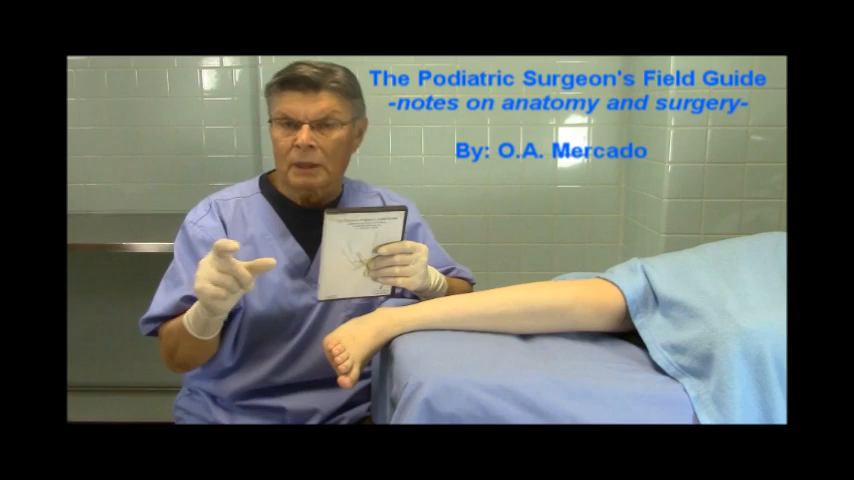 The Podiatric Surgeon's Field Guide
-notes on anatomy and surgery-
By: O.A. Mercado